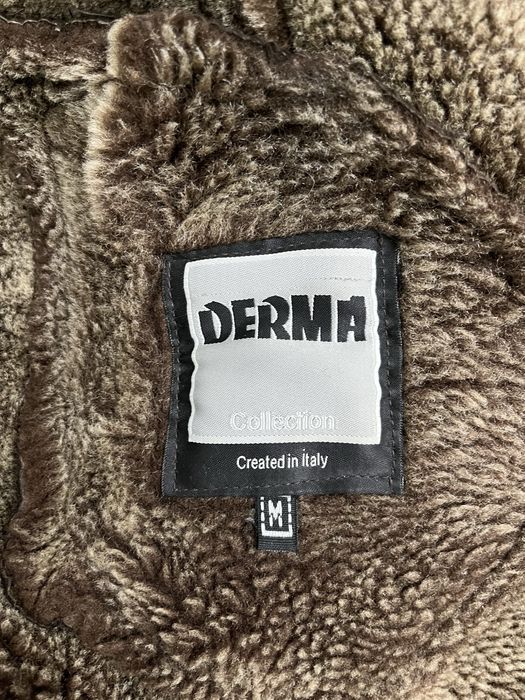 DERMA
Collection
Created in Italy
M